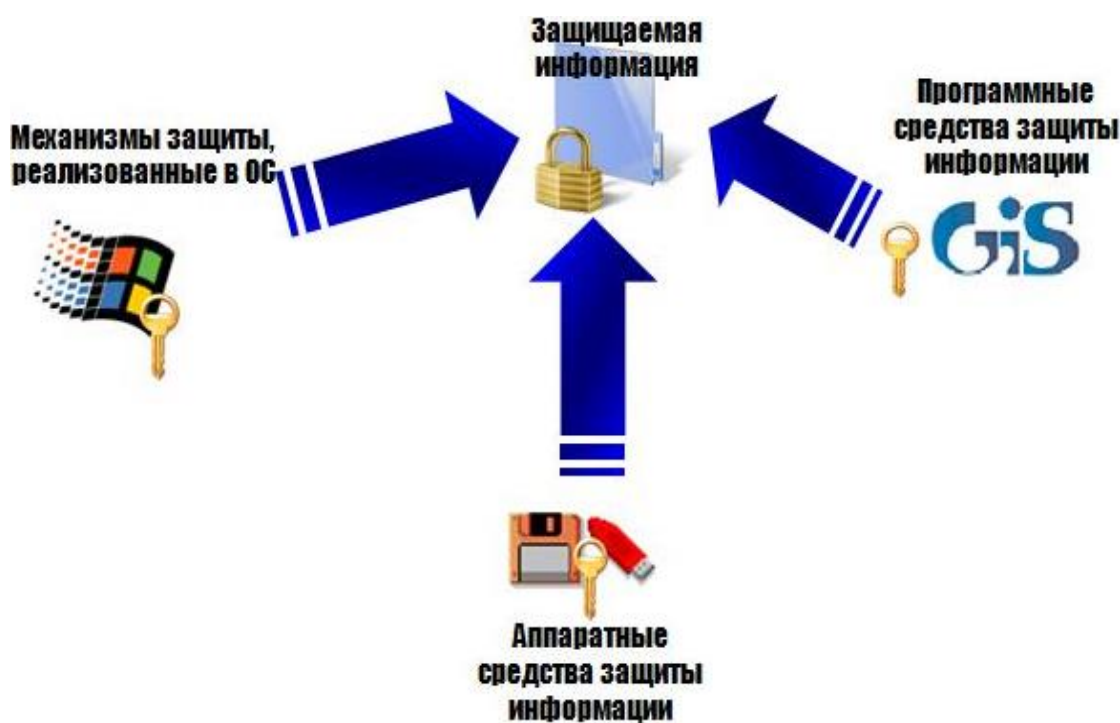 Защищаемая
информация
Механизмы защиты,
реализованные в ОС
Программные
средства защиты
информации
GiS
Аппаратные
средства защиты
информации